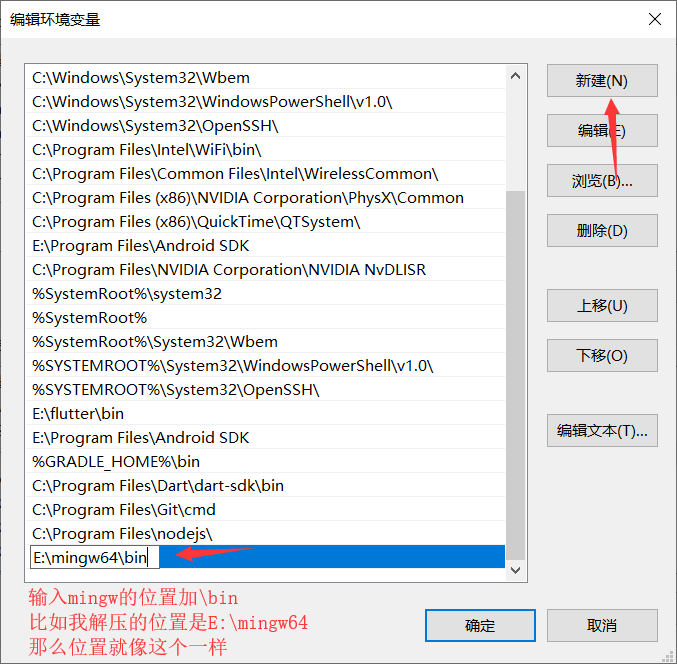 编辑环境变量
C:\Windows\System32\Wbem
C:\Windows\System32\WindowsPowerShell\v1.0\
C:\Windows\System32\OpenSSH\
C:\Program Files\Intel\WiFi\bin\
C:\Program Files\Common Files\Intel\WirelessCommon\
C:\Program Files (x86)\NVIDIA Corporation\PhysX\Common
C:\Program Files (x86)\QuickTime\QTSystem\
E:\Program Files\Android SDK
C:\Program Files\NVIDIA Corporation\NVIDIA NvDLISR
%SystemRoot%\system32
%SystemRoot%
%SystemRoot%\System32\Wbem
%SYSTEMROOT%\System32\WindowsPowerShell\v1.0\
%SYSTEMROOT%\System32\OpenSSH\
E:\flutter\bin
E:\Program Files\Android SDK
%GRADLE_HOME%\bin
C:\Program Files\Dart\dart-sdk\bin
C:\Program Files\Git\cmd
C:\Program Files\nodejs\
E:\mingw64\bin
新建(N)
编辑(E)
浏览(B)...
删除(D)
上移(U)
下移(O)
编辑文本(T)...
输入mingw的位置加\bin
比如我解压的位置是E:\mingw64
那么位置就像这个一样
确定
取消